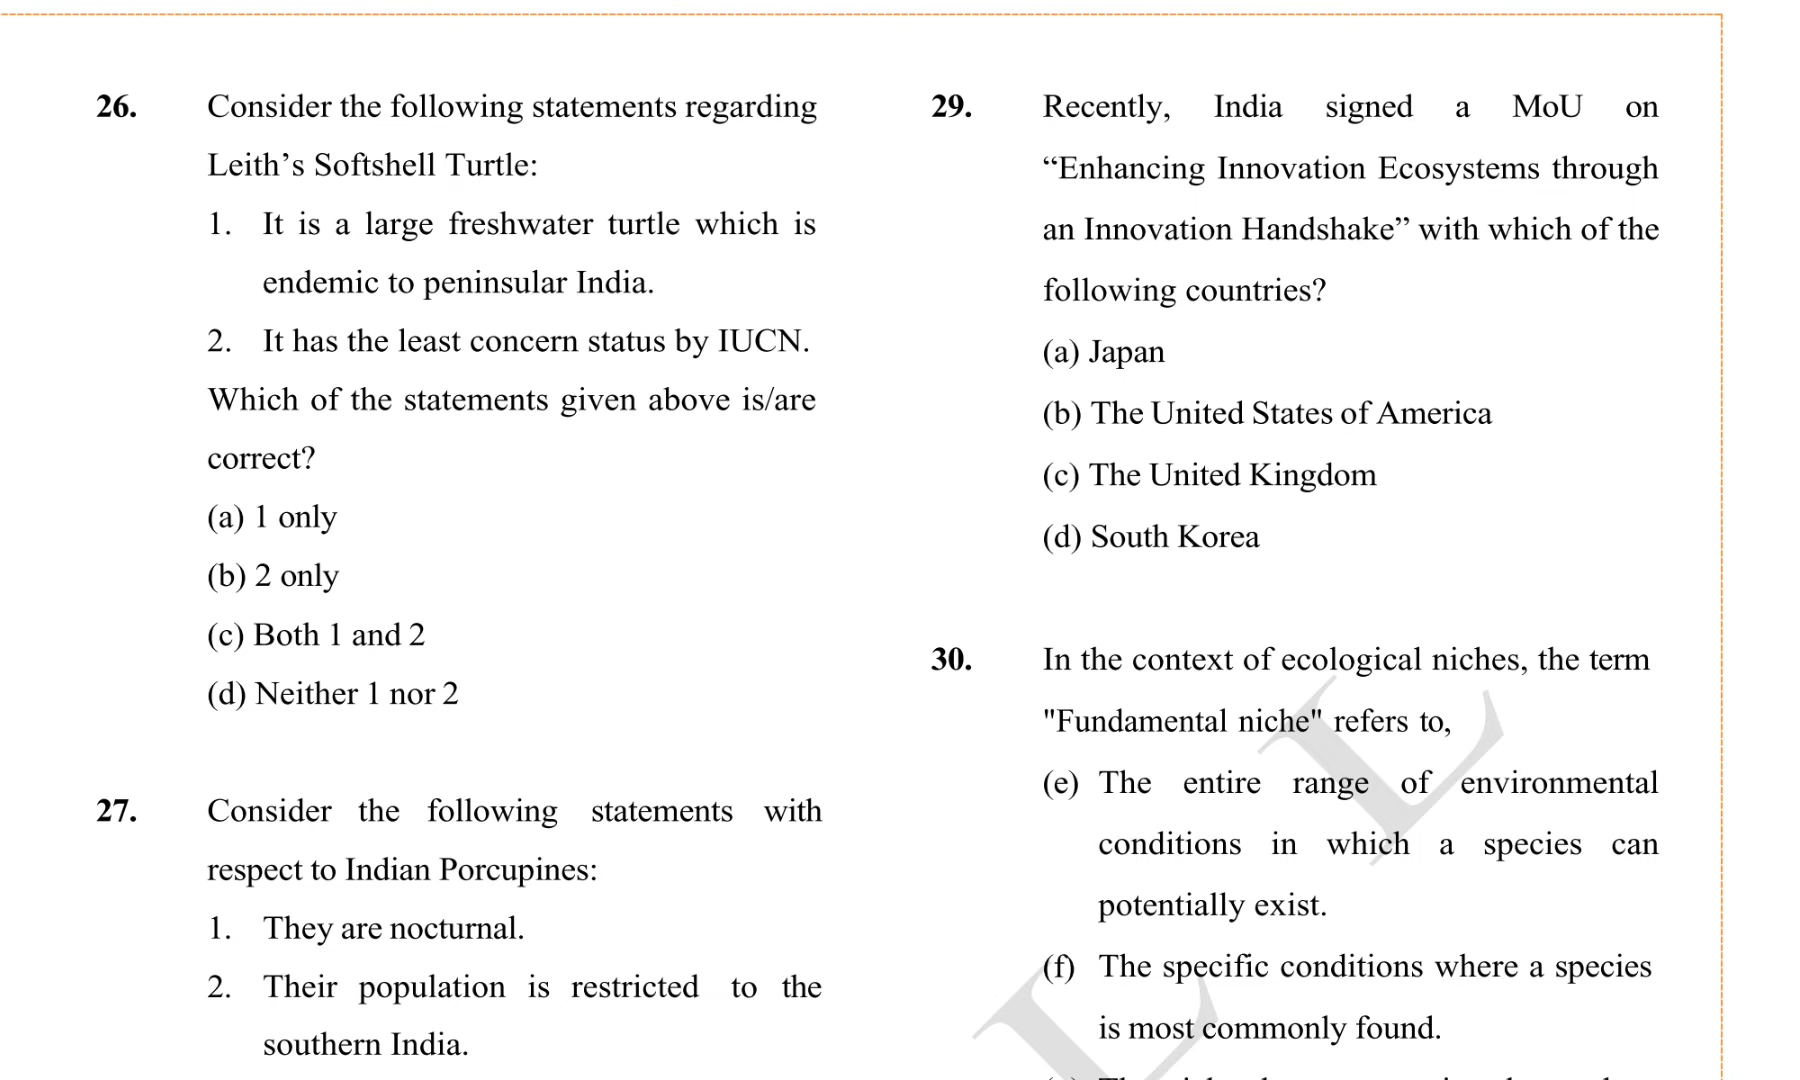 26. Consider the following statements regarding
Leith’s Softshell Turtle:
1. It is a large freshwater turtle which is
endemic to peninsular India.
2. It has the least concern status by IUCN.
Which of the statements given above is/are
correct?
(a) 1 only
(b) 2 only
(c) Both 1 and 2
(d) Neither 1 nor 2
27. Consider the following statements with
respect to Indian Porcupines:
1. They are nocturnal.
2. Their population is restricted to the
southern India.
29. Recently, India signed a MoU on
“Enhancing Innovation Ecosystems through
an Innovation Handshake” with which of the
following countries?
(a) Japan
(b) The United States of America
(c) The United Kingdom
(d) South Korea
30. In the context of ecological niches, the term
"Fundamental niche" refers to,
(e) The entire range of environmental
conditions in which a species can
potentially exist.
(f) The specific conditions where a species
is most commonly found.
L
L